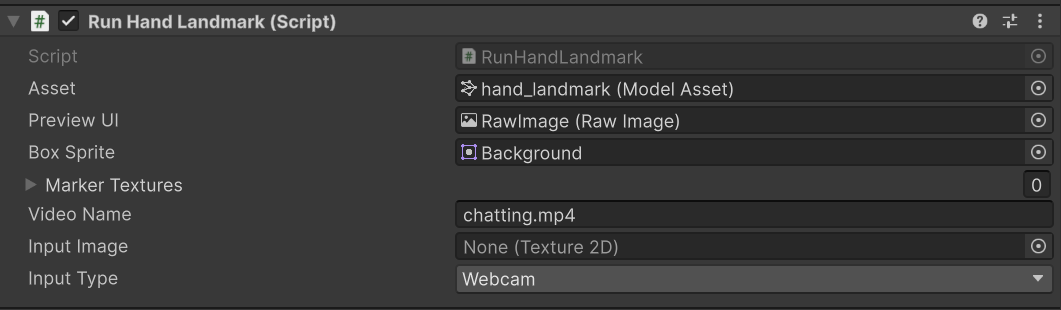 Run Hand Landmark (Script)
Script RunHandLandmark
Asset hand_landmark (Model Asset)
Preview UI RawImage (Raw Image)
Box Sprite Background
Marker Textures 0
Video Name chatting.mp4
Input Image None (Texture 2D)
Input Type Webcam